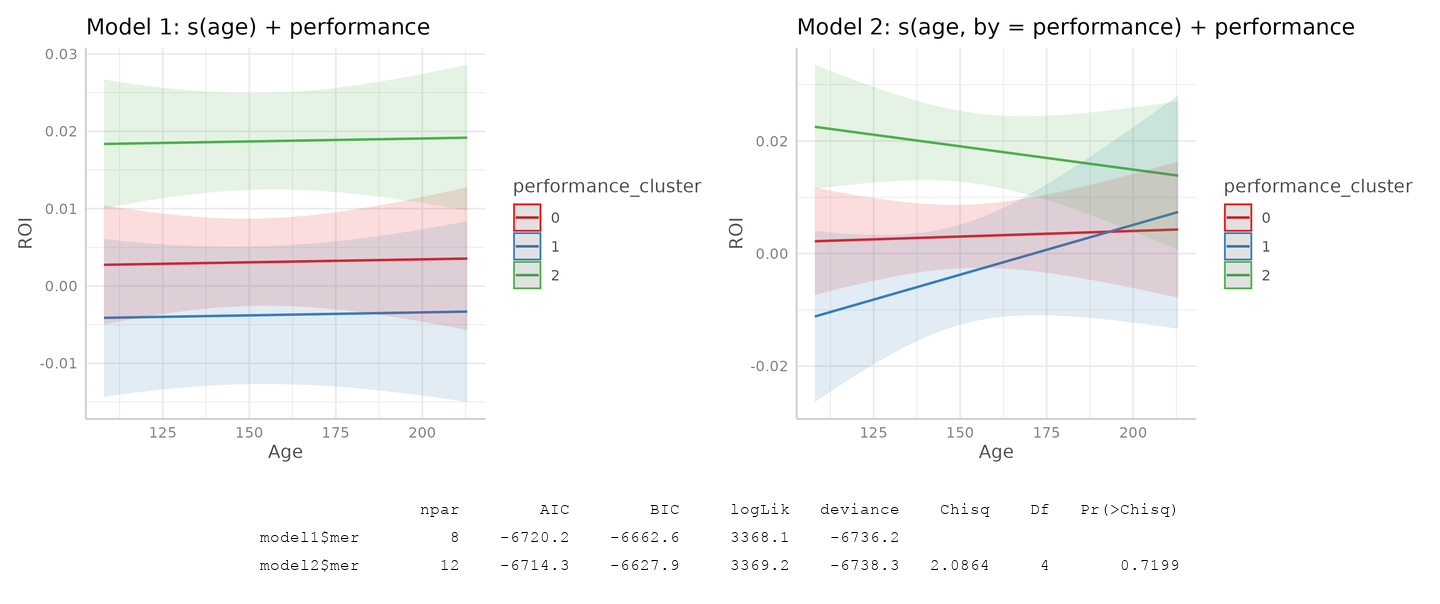 Model 1: s(age) + performance
0.03
0.02
0.01
0.00
-0.01
ROI
125 150 175 200
Age
performance_cluster
0
1
2
Model 2: s(age, by = performance) + performance
0.02
0.00
-0.02
ROI
125 150 175 200
Age
performance_cluster
0
1
2
npar AIC BIC logLik deviance Chisq Df Pr(>Chisq)
model1$mer 8 -6720.2 -6662.6 3368.1 -6736.2
model2$mer 12 -6714.3 -6627.9 3369.2 -6738.3 2.0864 4 0.7199